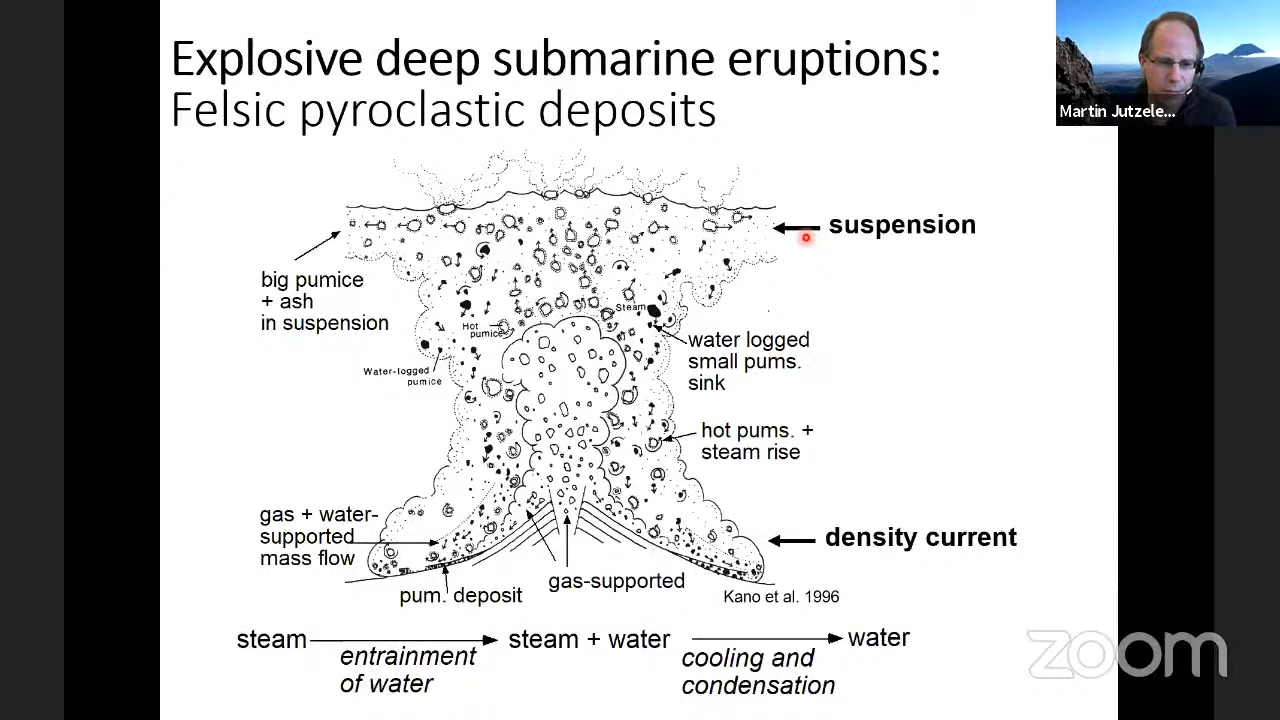 Explosive deep submarine eruptions:
Felsic pyroclastic deposits
Martin Jutzele...
suspension
big pumice
+ ash
in suspension
Steam
Hot
pumice
water logged
small pums.
sink
Water-logged
pumice
hot pums. +
steam rise
gas + water-
supported
mass flow
density current
gas-supported
pum. deposit
Kano et al. 1996
steam
steam + water
water
entrainment
of water
cooling and
condensation
zoom